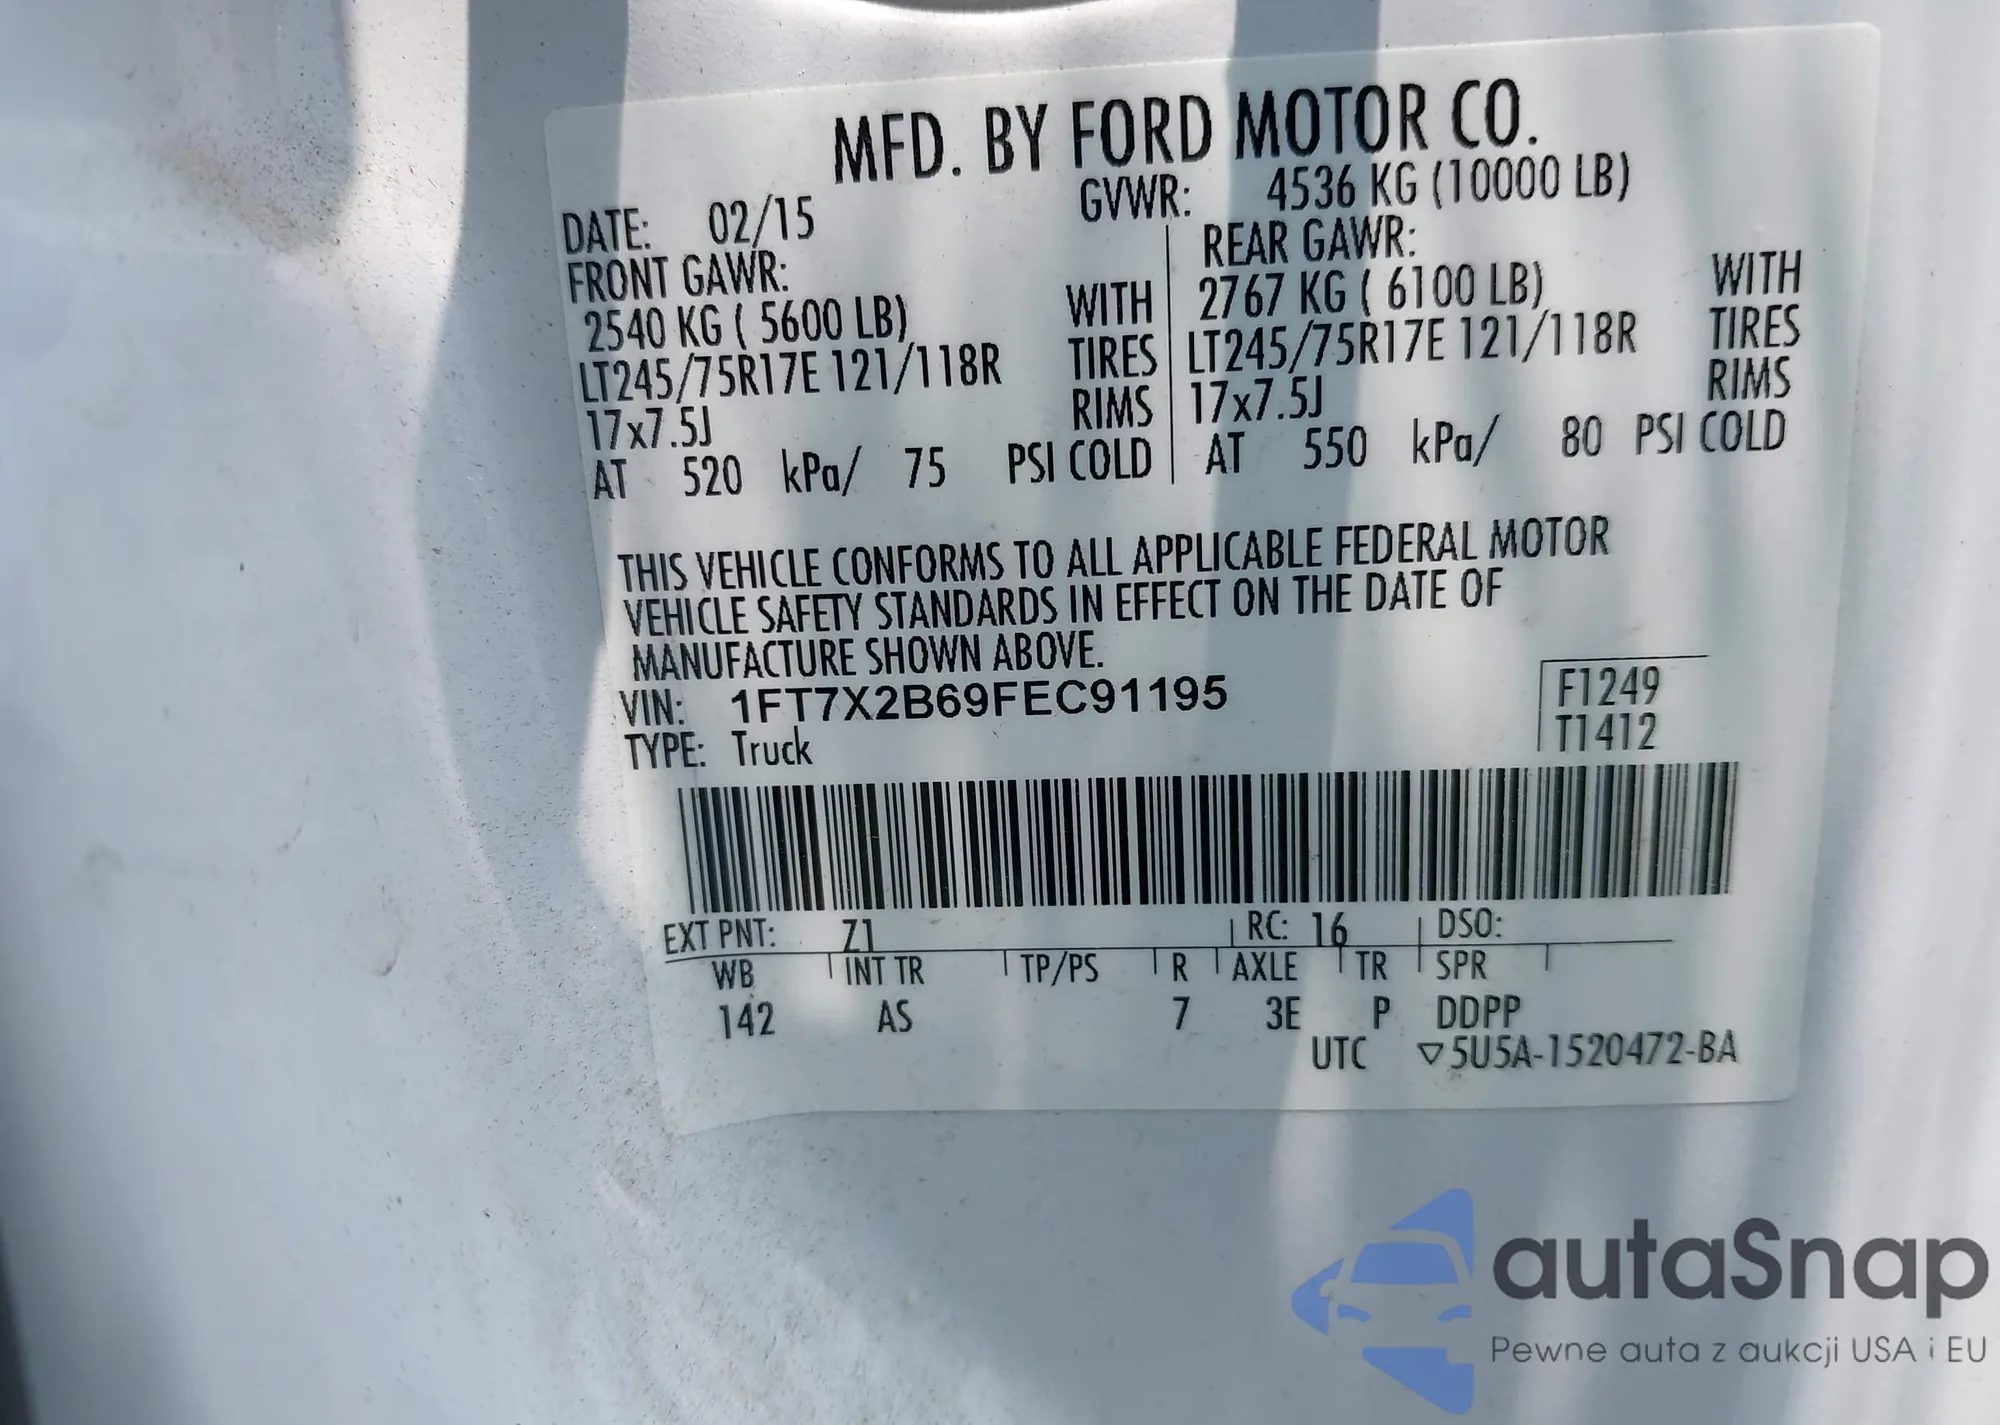 MFD. BY FORD MOTOR CO.
DATE: 02/15 GVWR: 4536 KG (10000 LB)
FRONT GAWR: REAR GAWR:
2540 KG ( 5600 LB) WITH 2767 KG ( 6100 LB) WITH
LT245/75R17E 121/118R TIRES LT245/75R17E 121/118R TIRES
17x7.5J RIMS 17x7.5J RIMS
AT 520 kPa/ 75 PSI COLD AT 550 kPa/ 80 PSI COLD
THIS VEHICLE CONFORMS TO ALL APPLICABLE FEDERAL MOTOR
VEHICLE SAFETY STANDARDS IN EFFECT ON THE DATE OF
MANUFACTURE SHOWN ABOVE.
VIN: 1FT7X2B69FEC91195 F1249
TYPE: Truck T1412
EXT PNT: Z1 RC: 16 DSO:
WB INT TR TP/PS R AXLE TR SPR
142 AS 7 3E P DDPP
UTC ▽5U5A-1520472-BA
autaSnap
Pewne auta z aukcji USA i EU